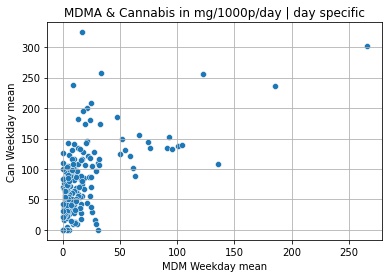 MDMA & Cannabis in mg/1000p/day | day specific
300
250
200
150
100
50
0
Can Weekday mean
0 50 100 150 200 250
MDM Weekday mean